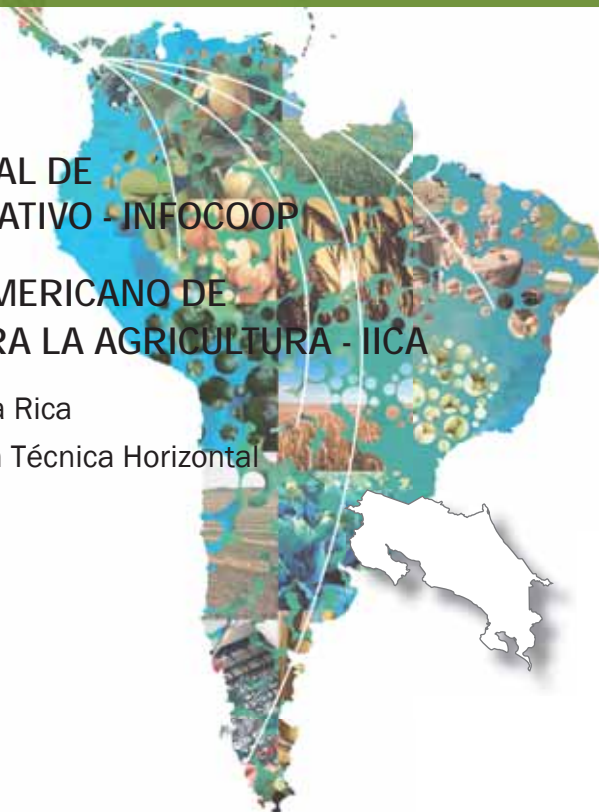 AL DE
ATIVO - INFOCOOP
MERICANO DE
RA LA AGRICULTURA - IICA
a Rica
Técnica Horizontal